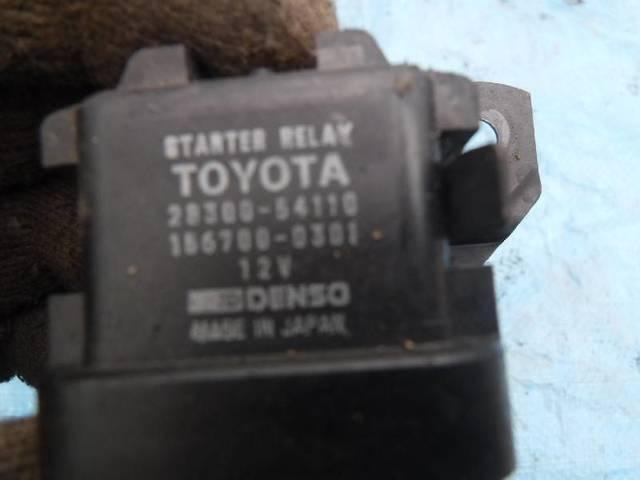 STARTER RELAY
TOYOTA
28300-54110
156700-0301
12V
DENSO
MADE IN JAPAN